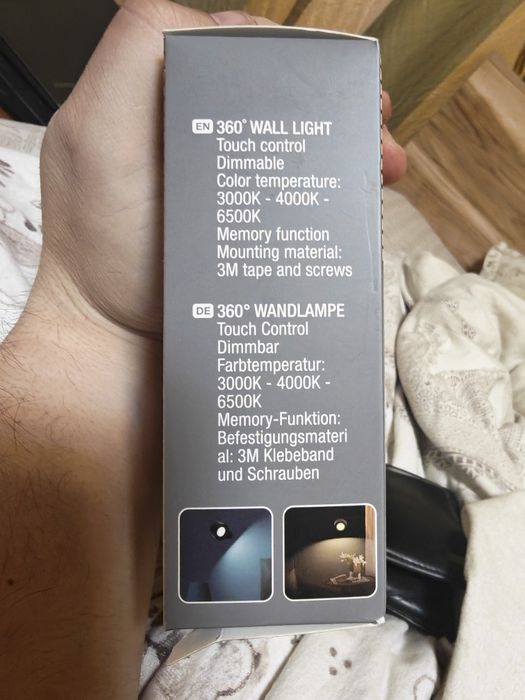 EN 360° WALL LIGHT
Touch control
Dimmable
Color temperature:
3000K - 4000K -
6500K
Memory function
Mounting material:
3M tape and screws
DE 360° WANDLAMPE
Touch Control
Dimmbar
Farbtemperatur:
3000K - 4000K -
6500K
Memory-Funktion:
Befestigungsmateri
al: 3M Klebeband
und Schrauben